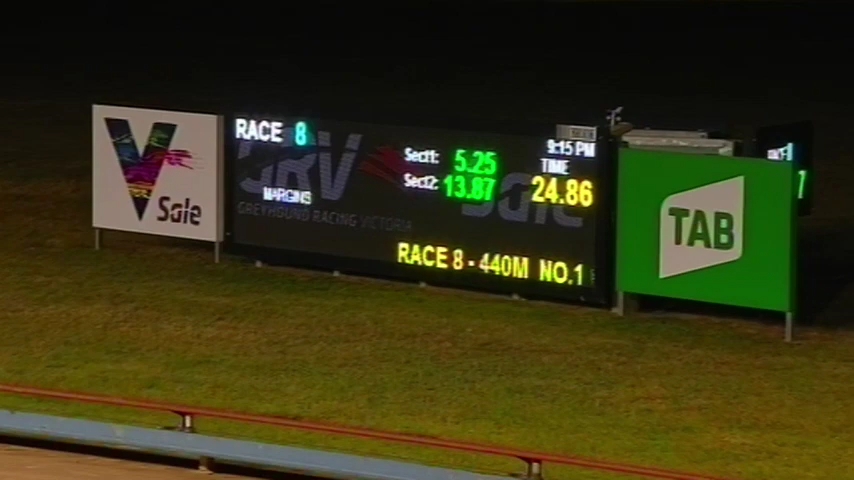 V
Sale
RACE 8
GRV
Sale
Sect1: 5.25
Sect2: 13.87
9:15 PM
TIME
24.86
MARGINS
GREYHOUND RACING VICTORIA
RACE 8 - 440M NO.1
TAB